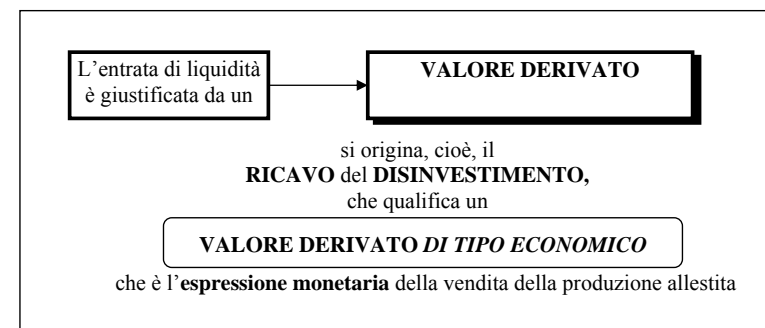 L'entrata di liquidità
è giustificata da un
VALORE DERIVATO
si origina, cioè, il
RICAVO del DISINVESTIMENTO,
che qualifica un
VALORE DERIVATO DI TIPO ECONOMICO
che è l'espressione monetaria della vendita della produzione allestita